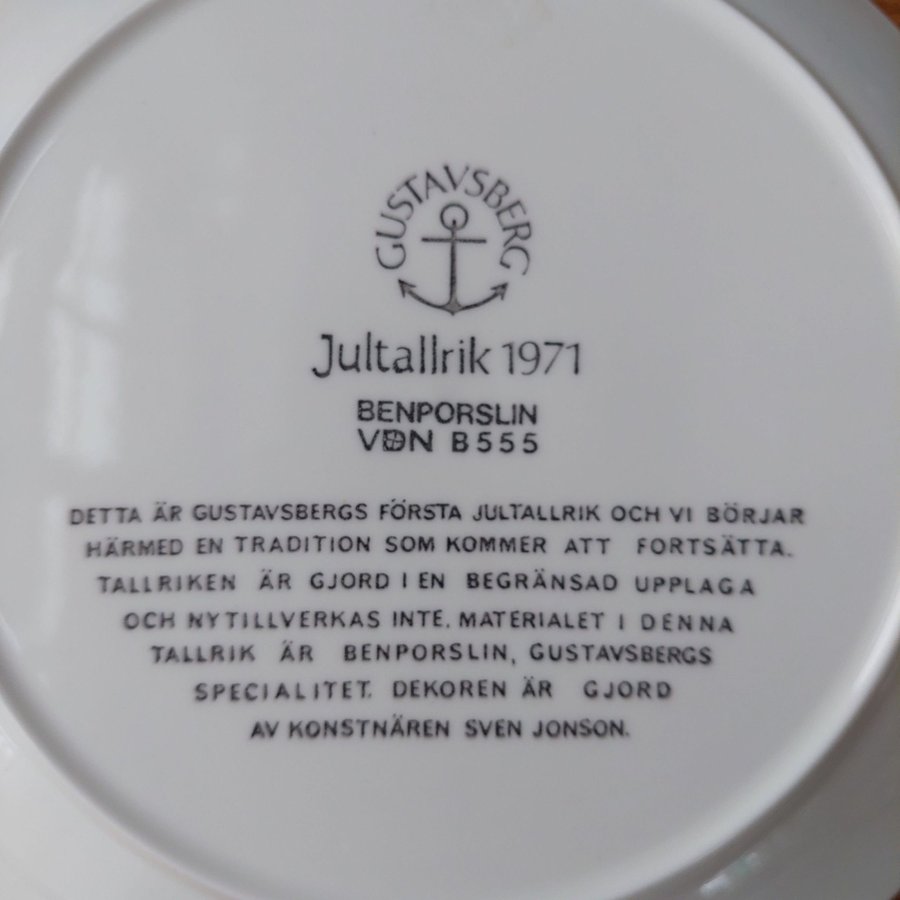 GUSTAVSBERG
Jultallrik 1971
BENPORSLIN
VDN B555
DETTA ÄR GUSTAVSBERGS FÖRSTA JULTALLRIK OCH VI BÖRJAR
HÄRMED EN TRADITION SOM KOMMER ATT FORTSÄTTA.
TALLRIKEN ÄR GJORD I EN BEGRÄNSAD UPPLAGA
OCH NYTILLVERKAS INTE. MATERIALET I DENNA
TALLRIK ÄR BENPORSLIN, GUSTAVSBERGS
SPECIALITET. DEKOREN ÄR GJORD
AV KONSTNÄREN SVEN JONSON.